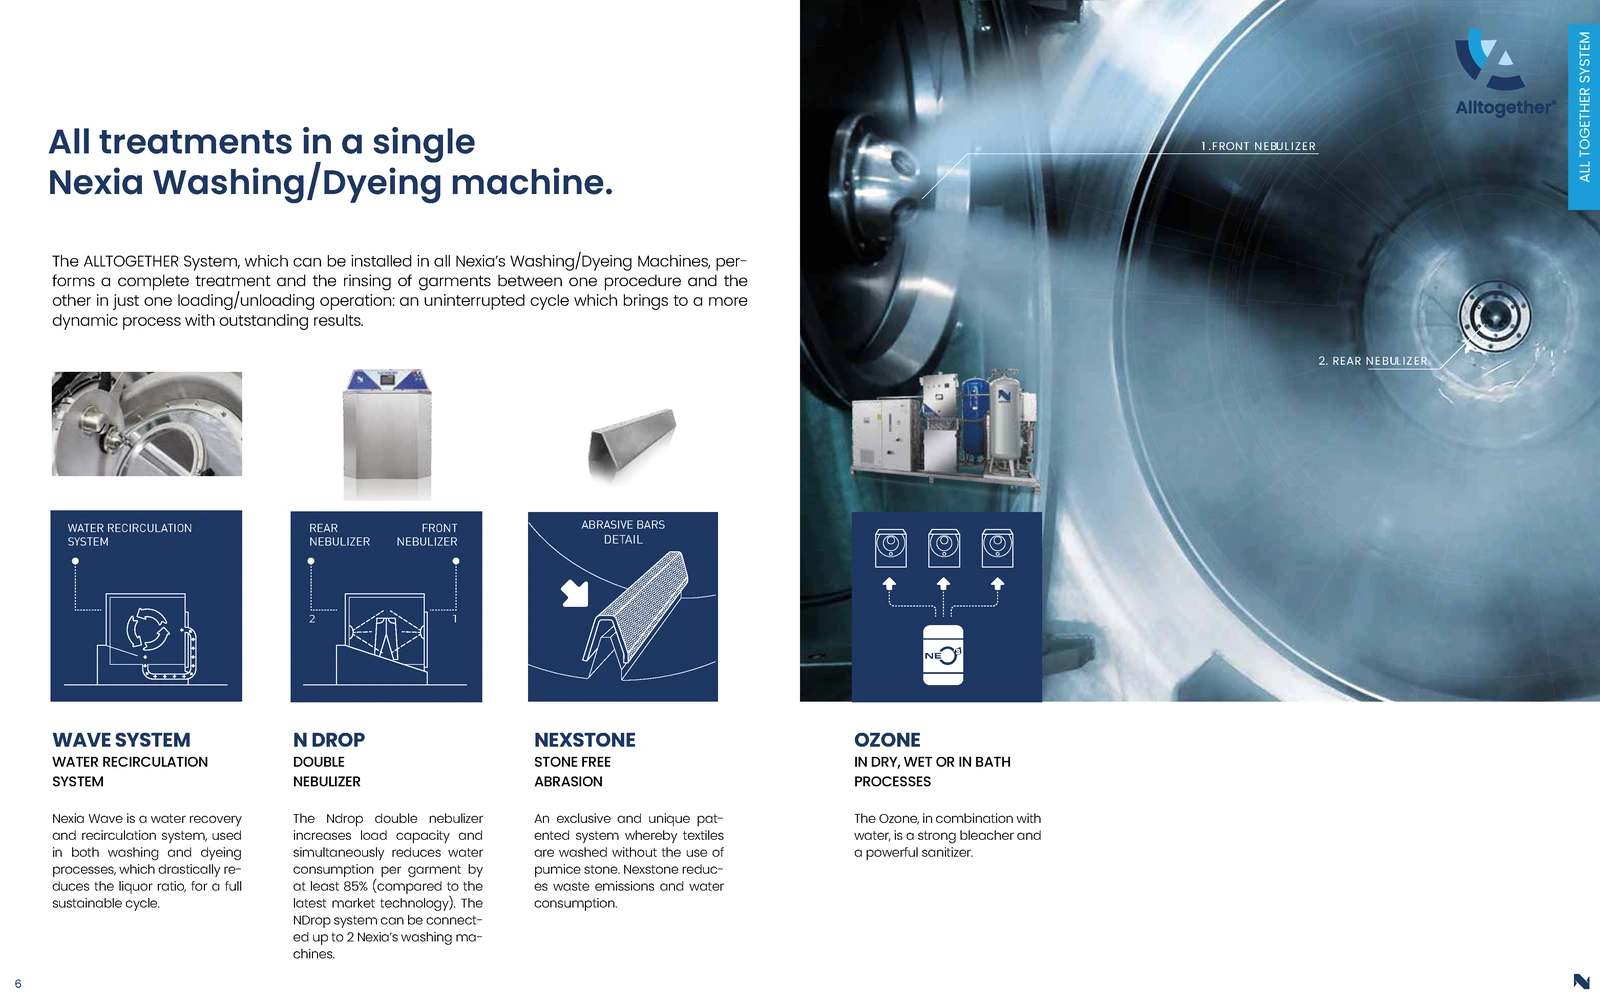 All treatments in a single
Nexia Washing/Dyeing machine.
The ALLTOGETHER System, which can be installed in all Nexia's Washing/Dyeing Machines, per-
forms a complete treatment and the rinsing of garments between one procedure and the
other in just one loading/unloading operation: an uninterrupted cycle which brings to a more
dynamic process with outstanding results.
WATER RECIRCULATION
SYSTEM
REAR
NEBULIZER
FRONT
NEBULIZER
2
1
ABRASIVE BARS
DETAIL
WAVE SYSTEM
WATER RECIRCULATION
SYSTEM
Nexia Wave is a water recovery
and recirculation system, used
in both washing and dyeing
processes, which drastically re-
duces the liquor ratio, for a full
sustainable cycle.
N DROP
DOUBLE
NEBULIZER
The Ndrop double nebulizer
increases load capacity and
simultaneously reduces water
consumption per garment by
at least 85% (compared to the
latest market technology). The
NDrop system can be connect-
ed up to 2 Nexia's washing ma-
chines.
NEXSTONE
STONE FREE
ABRASION
An exclusive and unique pat-
ented system whereby textiles
are washed without the use of
pumice stone. Nexstone reduc-
es waste emissions and water
consumption.
6
Alltogether®
ALL TOGETHER SYSTEM
1.FRONT NEBULIZER
2. REAR NEBULIZER
NEO3
OZONE
IN DRY, WET OR IN BATH
PROCESSES
The Ozone, in combination with
water, is a strong bleacher and
a powerful sanitizer.
N